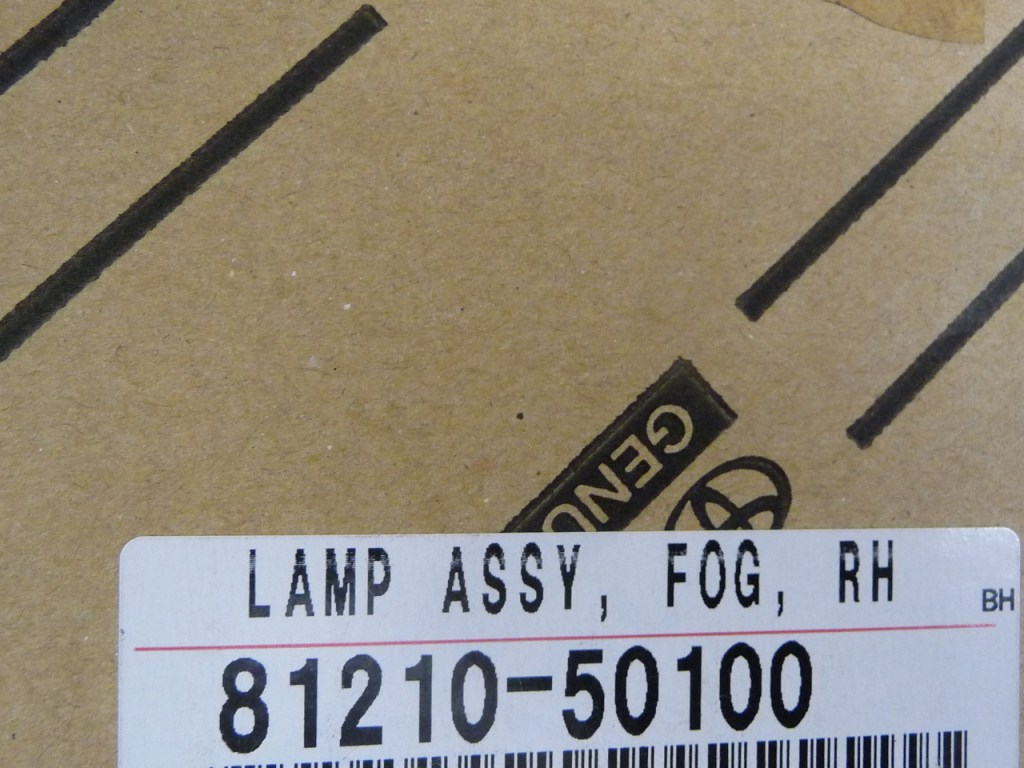 GENU
LAMP ASSY, FOG, RH
BH
81210-50100